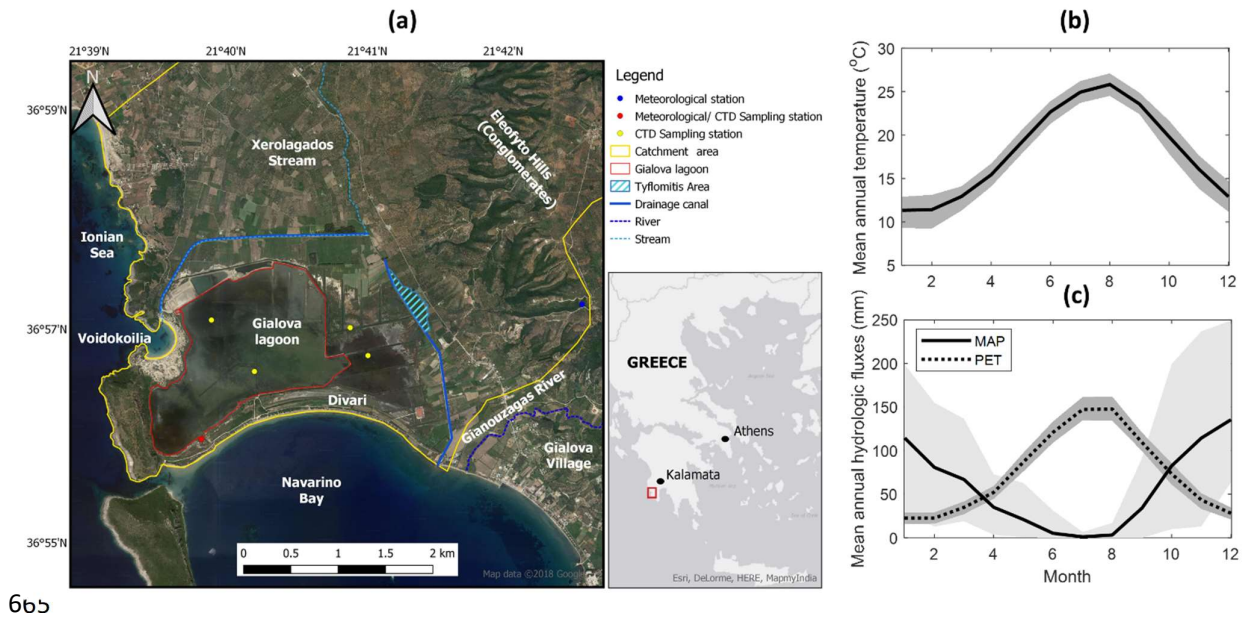 (a)
21°39'N 21°40'N 21°41'N 21°42'N
36°59'N
36°57'N
36°55'N
N
Xerolagados
Stream
Eleofyto Hills
(Conglomerates)
Ionian
Sea
Voidokoilia
Gialova
lagoon
Divari
Gianouzagas River
Gialova
Village
Navarino
Bay
0 0.5 1 1.5 2 km
Map data ©2018 Google
Legend
Meteorological station
Meteorological/ CTD Sampling station
CTD Sampling station
Catchment area
Gialova lagoon
Tyflomitis Area
Drainage canal
River
Stream
GREECE
Athens
Kalamata
Esri, DeLorme, HERE, MapmyIndia
(b)
Mean annual temperature (°C)
30
25
20
15
10
5
2 4 6 8 10 12
(c)
Mean annual hydrologic fluxes (mm)
250
200
150
100
50
0
MAP
PET
2 4 6 8 10 12
Month
665